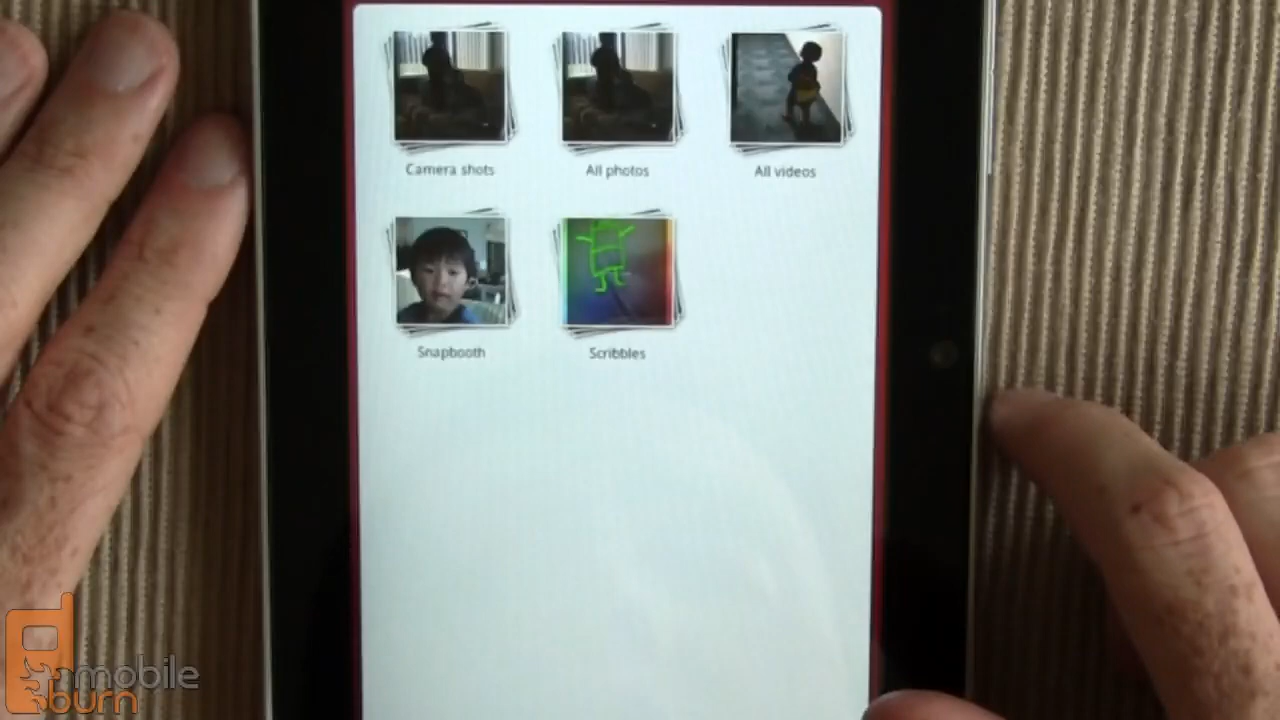 Camera shots
All photos
All videos
Snapbooth
Scribbles
mobile
burn